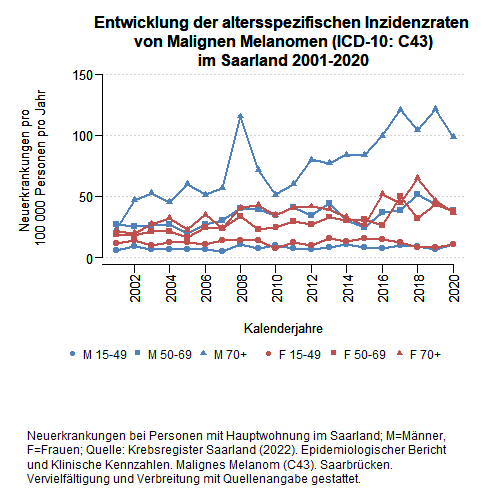 Entwicklung der altersspezifischen Inzidenzraten
von Malignen Melanomen (ICD-10: C43)
im Saarland 2001-2020
Neuerkrankungen pro
100 000 Personen pro Jahr
150
100
50
0
2002
2004
2006
2008
2010
2012
2014
2016
2018
2020
Kalenderjahre
M 15-49
M 50-69
M 70+
F 15-49
F 50-69
F 70+
Neuerkrankungen bei Personen mit Hauptwohnung im Saarland; M=Männer,
F=Frauen; Quelle: Krebsregister Saarland (2022). Epidemiologischer Bericht
und Klinische Kennzahlen. Malignes Melanom (C43). Saarbrücken.
Vervielfältigung und Verbreitung mit Quellenangabe gestattet.